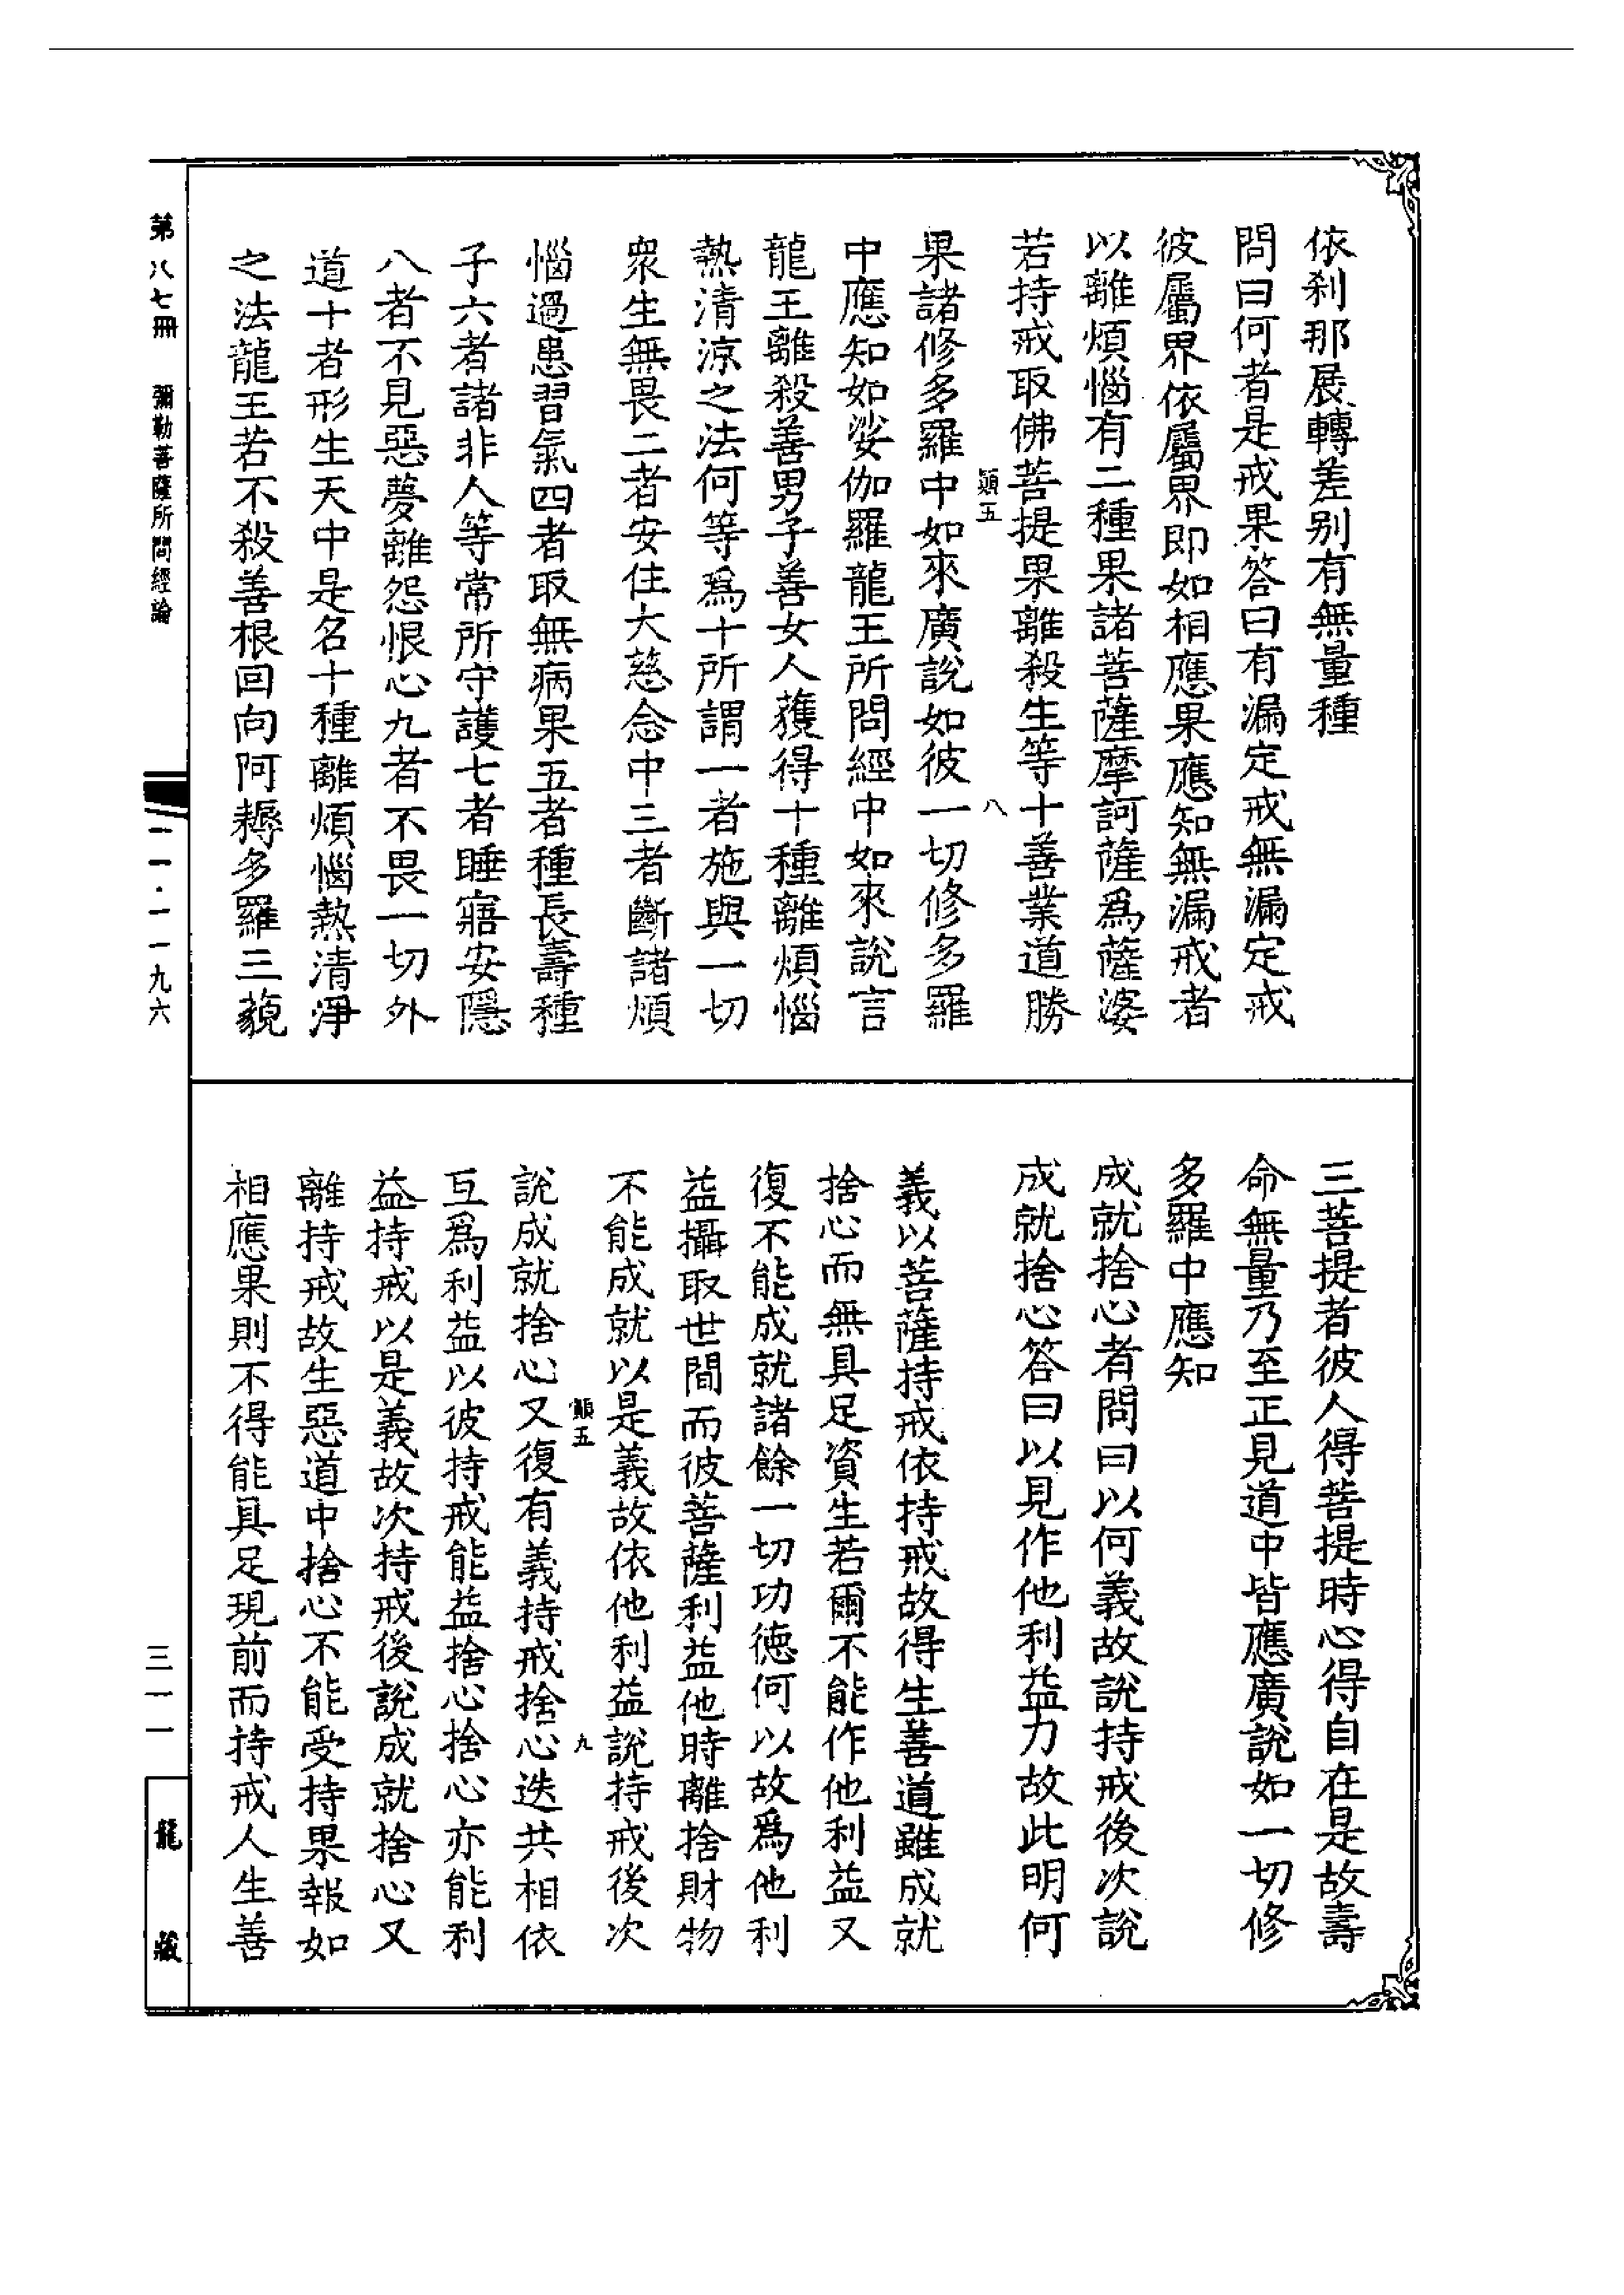 依刹那展轉差别有無量種
問曰何者是戒果答曰有漏定戒無漏定戒
彼屬界依屬界即如相應果應知無漏戒者
以離煩惱有二種果諸菩薩摩訶薩爲薩婆
若持戒取佛菩提果離殺生等十善業道勝
顗五 八
果諸修多羅中如來廣說如彼一切修多羅
中應知如娑伽羅龍王所問經中如來說言
龍王離殺善男子善女人獲得十種離煩惱
熱清涼之法何等爲十所謂一者施與一切
眾生無畏二者安住大慈念中三者斷諸煩
惱過患習氣四者取無病果五者種長壽種
子六者諸非人等常所守護七者睡寤安隱
八者不見惡夢離怨恨心九者不畏一切外
道十者形生天中是名十種離煩惱熱清淨
之法龍王若不殺善根回向阿耨多羅三藐
三菩提者彼人得菩提時心得自在是故壽
命無量乃至正見道中皆應廣說如一切修
多羅中應知
成就捨心者問曰以何義故說持戒後次說
成就捨心答曰以見作他利益力故此明何
義以菩薩持戒依持戒故得生善道雖成就
捨心而無具足資生若爾不能作他利益又
復不能成就諸餘一切功德何以故爲他利
益攝取世間而彼菩薩利益他時離捨財物
不能成就以是義故依他利益說持戒後次
顗五 九
說成就捨心又復有義持戒捨心迭共相依
互爲利益以彼持戒能益捨心捨心亦能利
益持戒以是義故次持戒後說成就捨心又
離持戒故生惡道中捨心不能受持果報如
相應果則不得能具足現前而持戒人生善
第八七冊 彌勒菩薩所問經論
一一·一一九六
三一一
龍藏